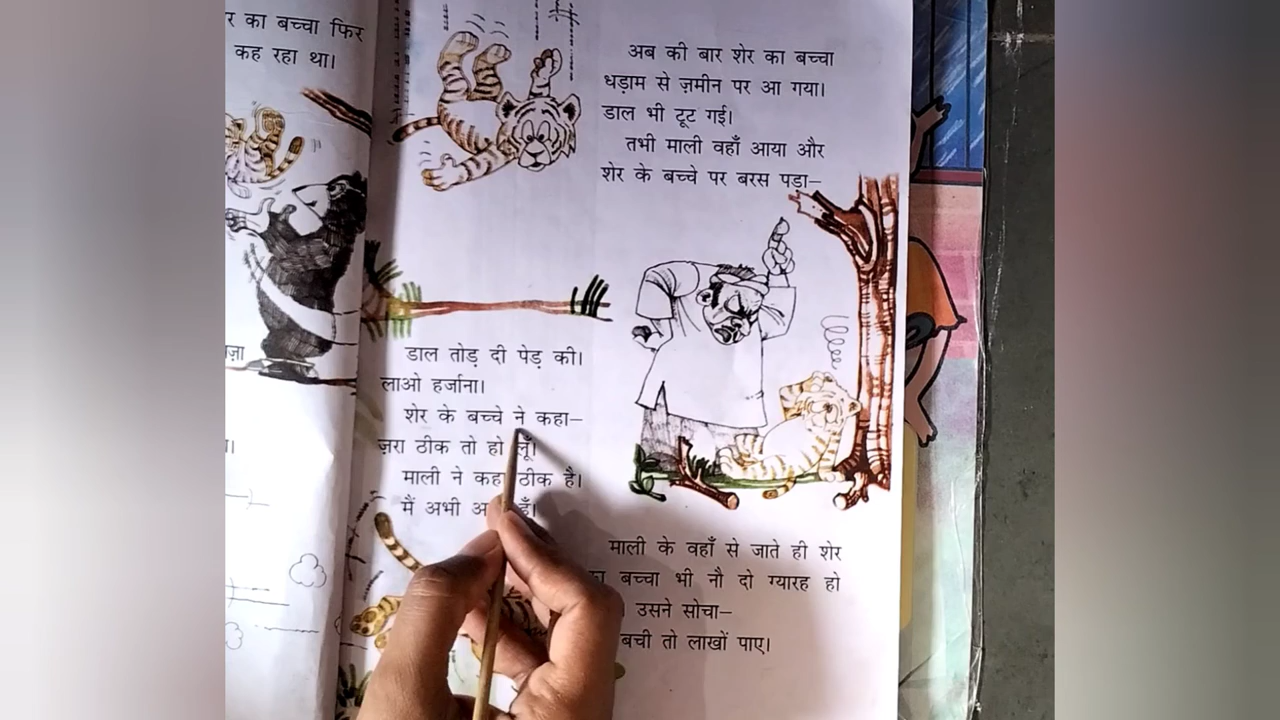 र का बच्चा फिर
कह रहा था।
अब की बार शेर का बच्चा
धड़ाम से ज़मीन पर आ गया।
डाल भी टूट गई।
तभी माली वहाँ आया और
शेर के बच्चे पर बरस पड़ा–
डाल तोड़ दी पेड़ की।
लाओ हर्जाना।
शेर के बच्चे ने कहा–
ज़रा ठीक तो हो लूँ।
माली ने कहा ठीक है।
मैं अभी हूँ।
माली के वहाँ से जाते ही शेर
का बच्चा भी नौ दो ग्यारह हो
उसने सोचा–
बची तो लाखों पाए।